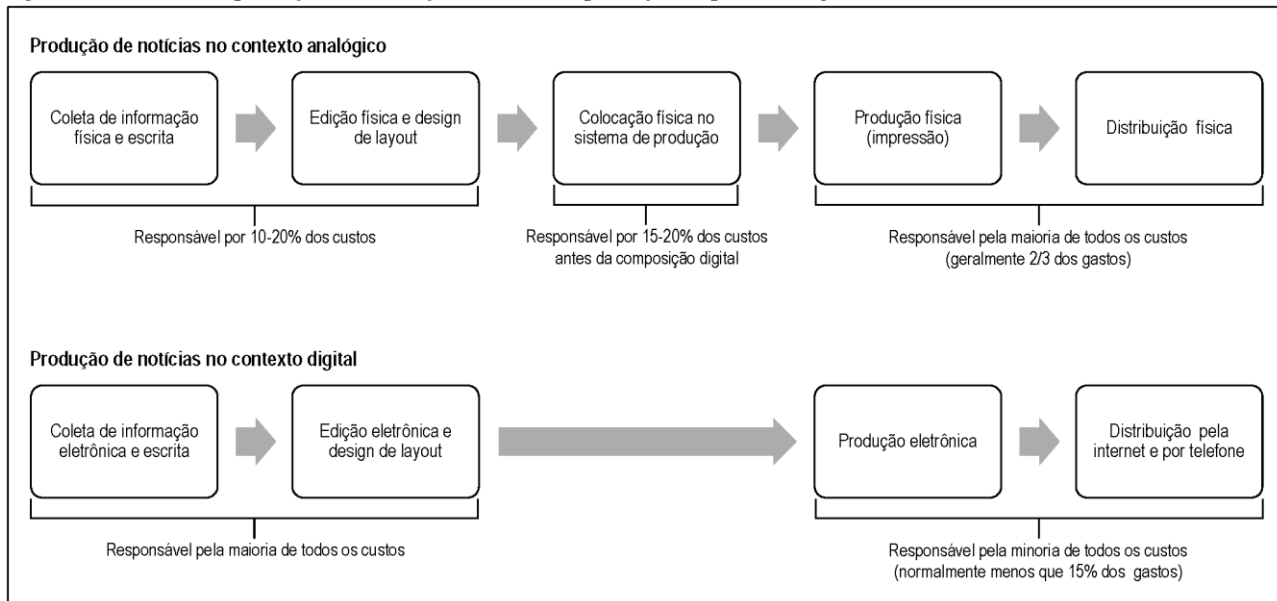 Produção de notícias no contexto analógico
Coleta de informação
física e escrita
Edição física e design
de layout
Colocação física no
sistema de produção
Produção física
(impressão)
Distribuição física
Responsável por 10-20% dos custos
Responsável por 15-20% dos custos
antes da composição digital
Responsável pela maioria de todos os custos
(geralmente 2/3 dos gastos)
Produção de notícias no contexto digital
Coleta de informação
eletrônica e escrita
Edição eletrônica e
design de layout
Produção eletrônica
Distribuição pela
internet e por telefone
Responsável pela maioria de todos os custos
Responsável pela minoria de todos os custos
(normalmente menos que 15% dos gastos)